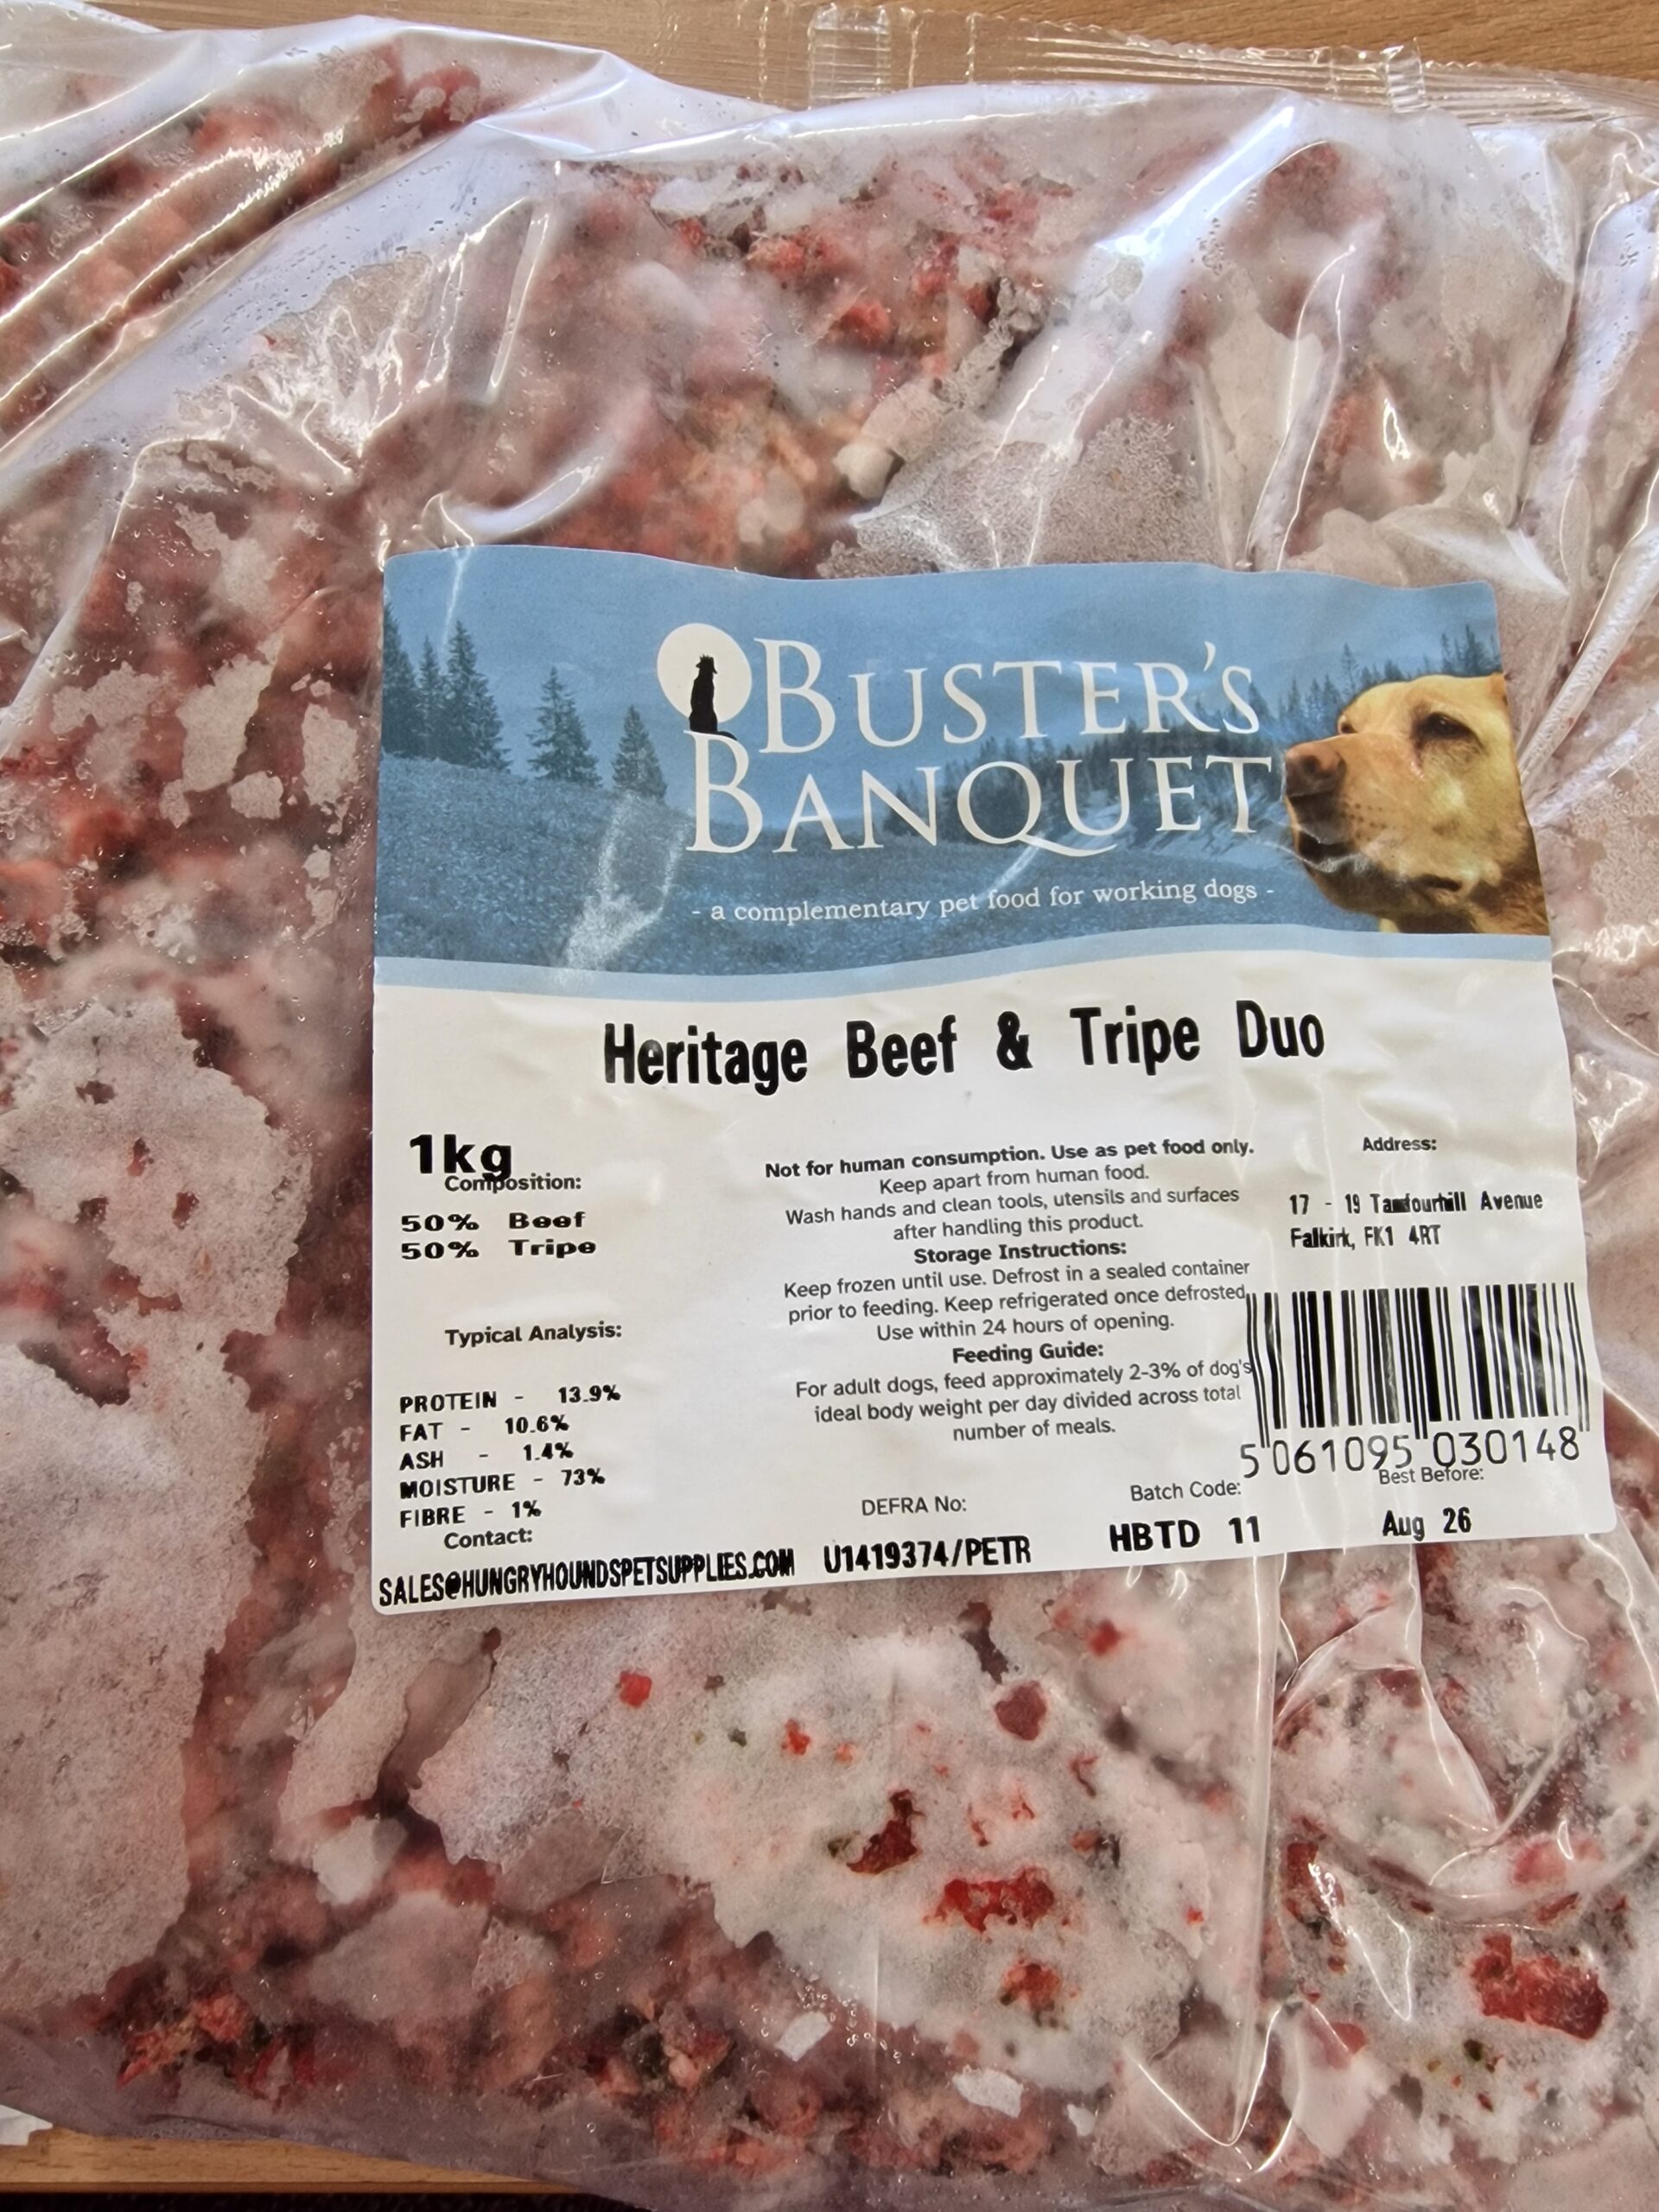 BUSTER'S
BANQUET
- a complementary pet food for working dogs -
Heritage Beef & Tripe Duo
1kg
Composition:
50% Beef
50% Tripe
Typical Analysis:
PROTEIN - 13.9%
FAT - 10.6%
ASH - 1.4%
MOISTURE - 73%
FIBRE - 1%
Contact:
SALES@HUNGRYHOUNDSPETSUPPLIES.COM
Not for human consumption. Use as pet food only.
Keep apart from human food.
Wash hands and clean tools, utensils and surfaces
after handling this product.
Storage Instructions:
Keep frozen until use. Defrost in a sealed container
prior to feeding. Keep refrigerated once defrosted.
Use within 24 hours of opening.
Feeding Guide:
For adult dogs, feed approximately 2-3% of dog's
ideal body weight per day divided across total
number of meals.
DEFRA No:
U1419374/PETR
Batch Code:
HBTD 11
Address:
17 - 19 Tamfourhill Avenue
Falkirk, FK1 4RT
5 061095 030148
Best Before:
Aug 26